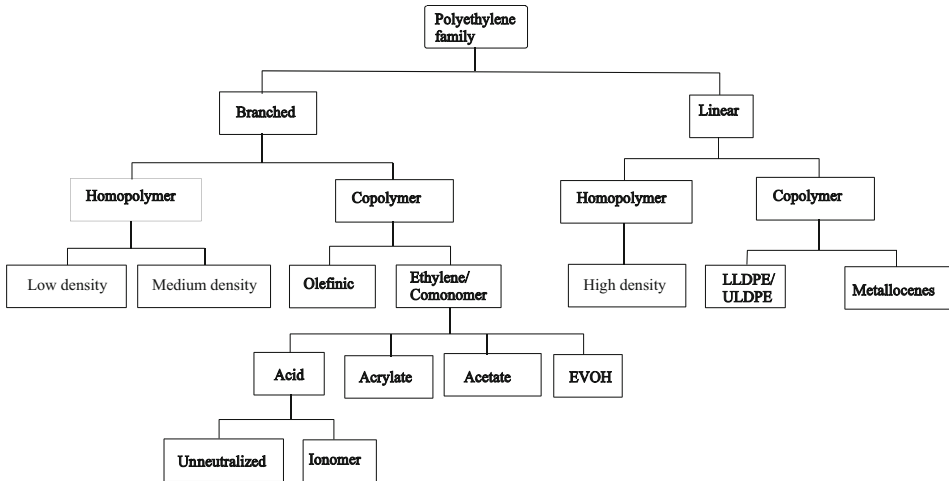 Polyethylene
family
Branched
Linear
Homopolymer
Copolymer
Homopolymer
Copolymer
Low density
Medium density
Olefinic
Ethylene/
Comonomer
High density
LLDPE/
ULDPE
Metallocenes
Acid
Acrylate
Acetate
EVOH
Unneutralized
Ionomer